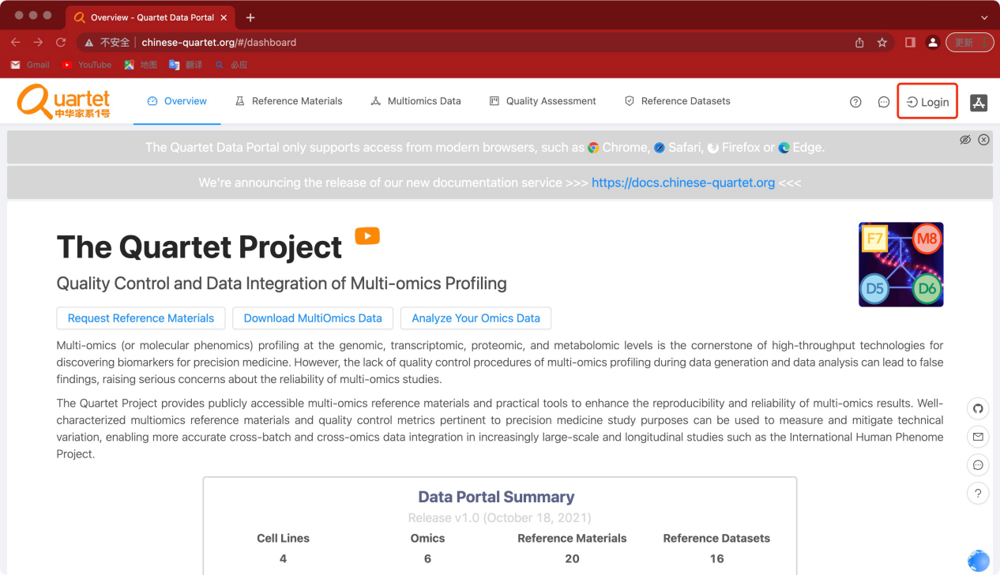 Overview - Quartet Data Portal
不安全 chinese-quartet.org/#/dashboard 更新
Gmail YouTube 地图 翻译 必应
Quartet
中华家系1号
Overview Reference Materials Multiomics Data Quality Assessment Reference Datasets Login
The Quartet Data Portal only supports access from modern browsers, such as Chrome, Safari, Firefox or Edge.
We're announcing the release of our new documentation service >>> https://docs.chinese-quartet.org <<<
The Quartet Project
F7 M8
D5 D6
Quality Control and Data Integration of Multi-omics Profiling
Request Reference Materials Download MultiOmics Data Analyze Your Omics Data
Multi-omics (or molecular phenomics) profiling at the genomic, transcriptomic, proteomic, and metabolomic levels is the cornerstone of high-throughput technologies for
discovering biomarkers for precision medicine. However, the lack of quality control procedures of multi-omics profiling during data generation and data analysis can lead to false
findings, raising serious concerns about the reliability of multi-omics studies.
The Quartet Project provides publicly accessible multi-omics reference materials and practical tools to enhance the reproducibility and reliability of multi-omics results. Well-
characterized multiomics reference materials and quality control metrics pertinent to precision medicine study purposes can be used to measure and mitigate technical
variation, enabling more accurate cross-batch and cross-omics data integration in increasingly large-scale and longitudinal studies such as the International Human Phenome
Project.
Data Portal Summary
Release v1.0 (October 18, 2021)
Cell Lines Omics Reference Materials Reference Datasets
4 6 20 16